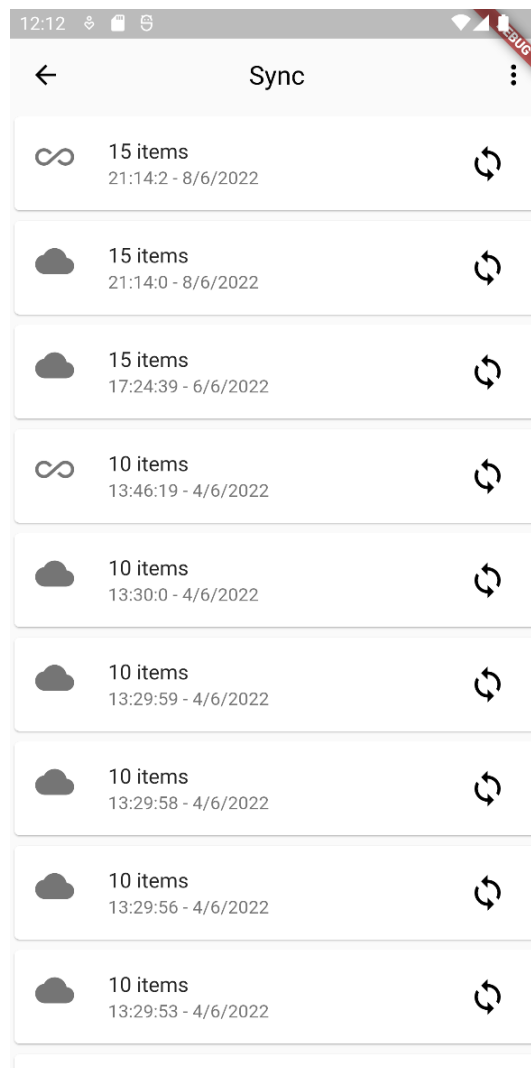 12:12
Sync
15 items
21:14:2 - 8/6/2022
15 items
21:14:0 - 8/6/2022
15 items
17:24:39 - 6/6/2022
10 items
13:46:19 - 4/6/2022
10 items
13:30:0 - 4/6/2022
10 items
13:29:59 - 4/6/2022
10 items
13:29:58 - 4/6/2022
10 items
13:29:56 - 4/6/2022
10 items
13:29:53 - 4/6/2022